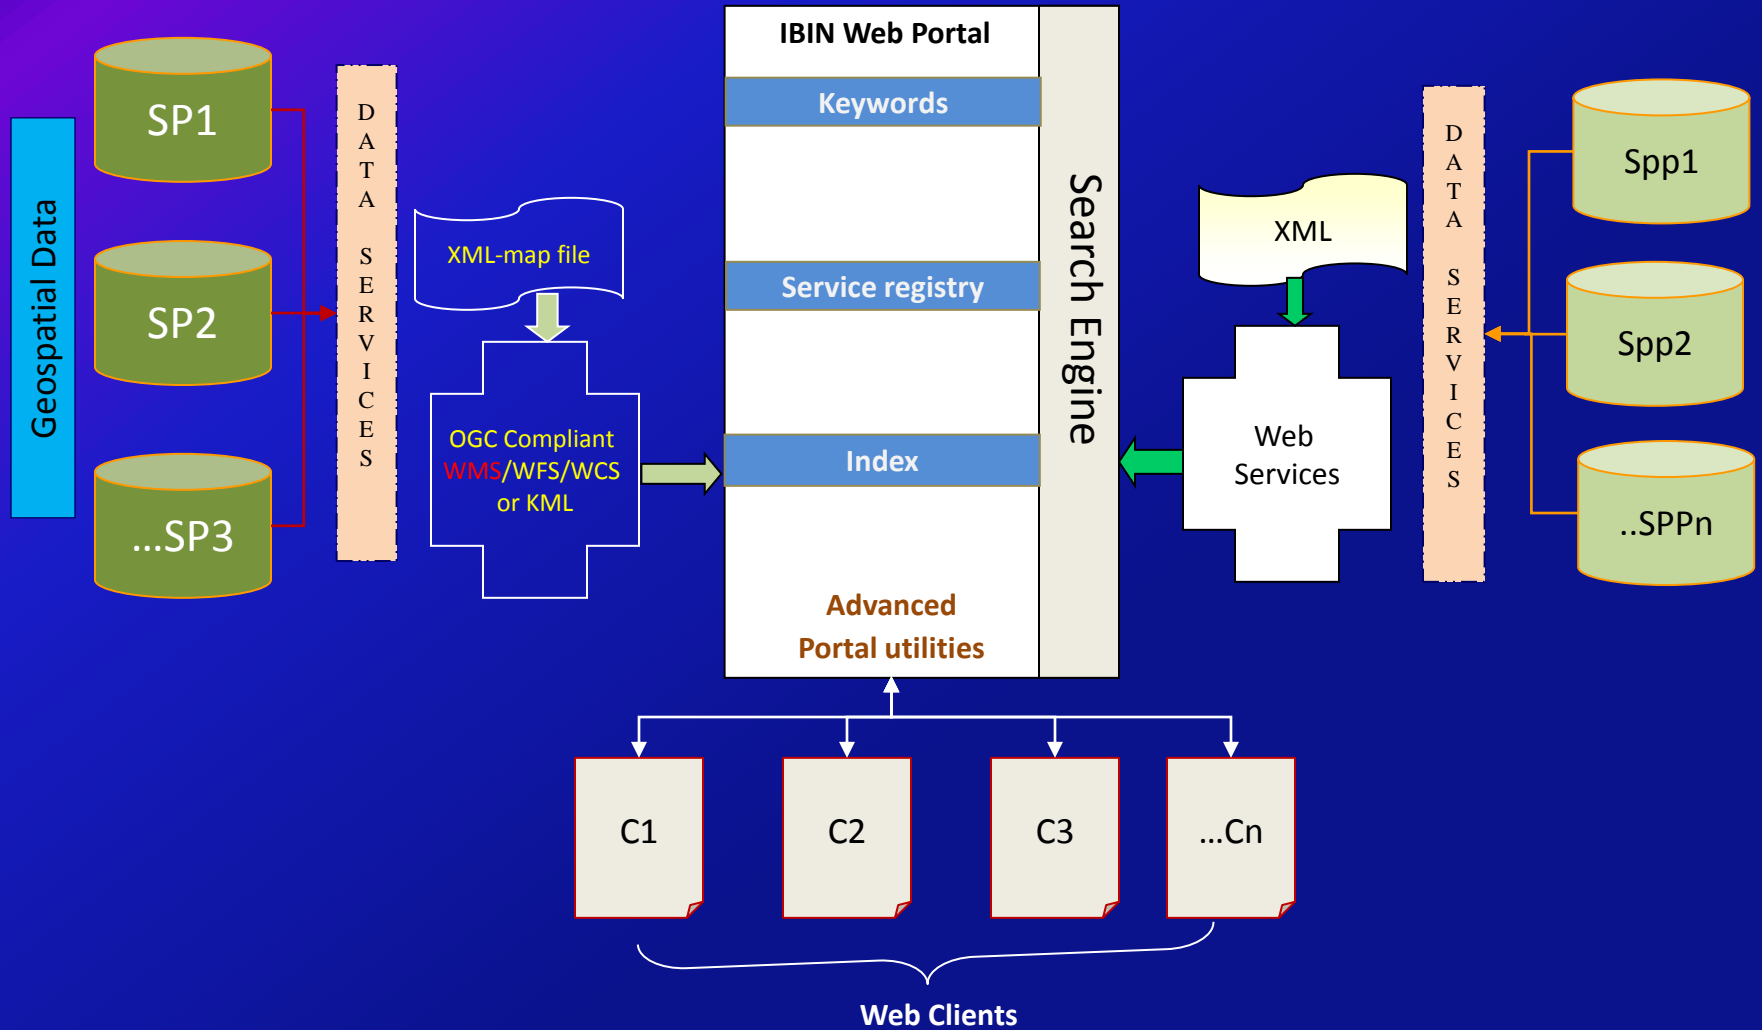 IBIN Web Portal
Keywords
Service registry
Index
Advanced
Portal utilities
Search Engine
Geospatial Data
SP1
SP2
...SP3
DATA SERVICES
XML-map file
OGC Compliant
WMS/WFS/WCS
or KML
XML
Web
Services
DATA SERVICES
Spp1
Spp2
..SPPn
C1
C2
C3
...Cn
Web Clients